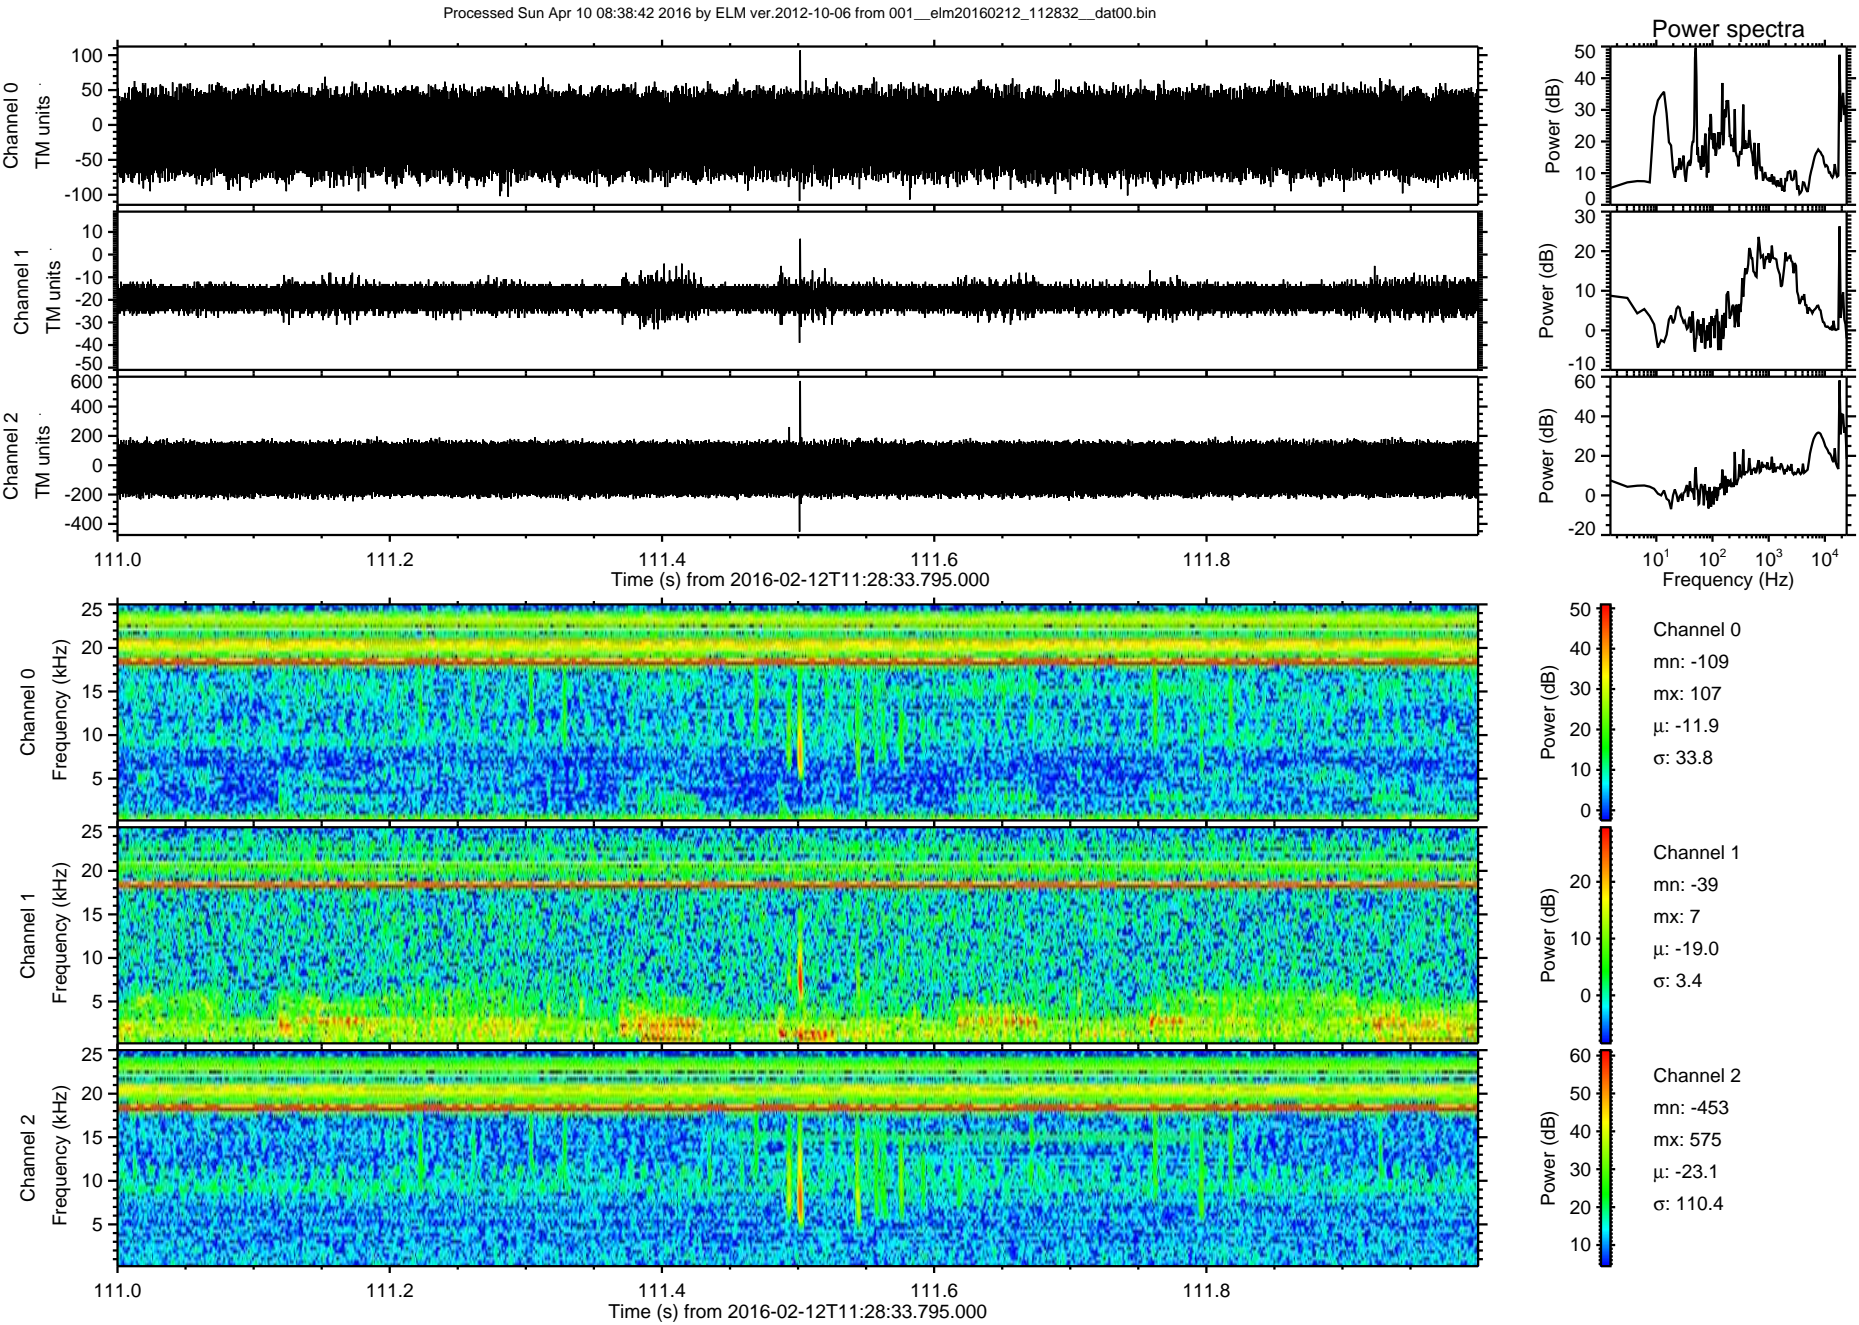 Processed Sun Apr 10 08:38:42 2016 by ELM ver.2012-10-06 from 001__elm20160212_112832__dat00.bin
Power spectra
Channel 0
TM units
100
50
0
-50
-100
Power (dB)
50
40
30
20
10
0
Channel 1
TM units
10
0
-10
-20
-30
-40
-50
Power (dB)
30
20
10
0
-10
Channel 2
TM units
600
400
200
0
-200
-400
Power (dB)
60
40
20
0
-20
111.0 111.2 111.4 111.6 111.8
Time (s) from 2016-02-12T11:28:33.795.000
10¹ 10² 10³ 10⁴
Frequency (Hz)
Channel 0
Frequency (kHz)
25
20
15
10
5
Power (dB)
50
40
30
20
10
0
Channel 0
mn: -109
mx: 107
µ: -11.9
σ: 33.8
Channel 1
Frequency (kHz)
25
20
15
10
5
Power (dB)
20
10
0
Channel 1
mn: -39
mx: 7
µ: -19.0
σ: 3.4
Channel 2
Frequency (kHz)
25
20
15
10
5
Power (dB)
60
50
40
30
20
10
Channel 2
mn: -453
mx: 575
µ: -23.1
σ: 110.4
111.0 111.2 111.4 111.6 111.8
Time (s) from 2016-02-12T11:28:33.795.000